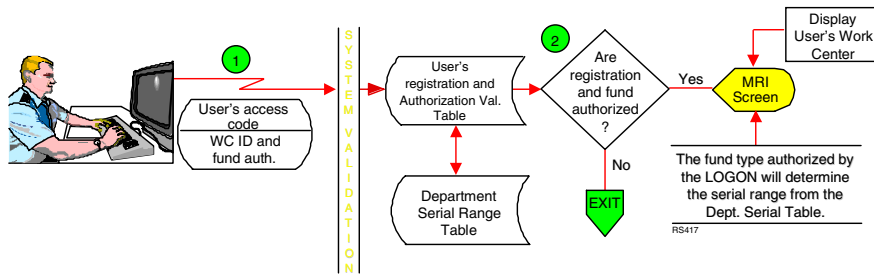 1
User's access
code
WC ID and
fund auth.
SYSTEM VALIDATION
User's
registration and
Authorization Val.
Table
Department
Serial Range
Table
2
Are
registration
and fund
authorized
?
Yes
No
EXIT
MRI
Screen
Display
User's Work
Center
The fund type authorized by
the LOGON will determine
the serial range from the
Dept. Serial Table.
RS417